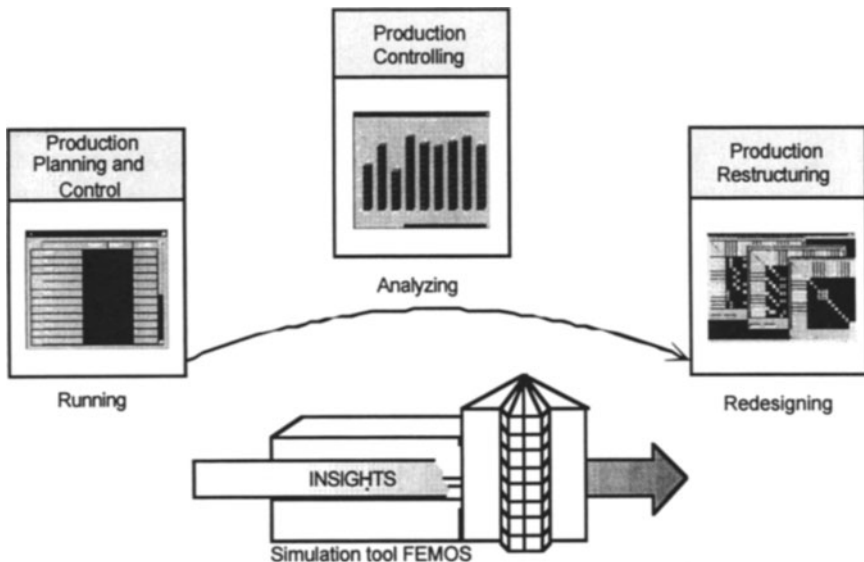 Production
Controlling
Production
Planning and
Control
Production
Restructuring
Analyzing
Running
Redesigning
INSIGHTS
Simulation tool FEMOS